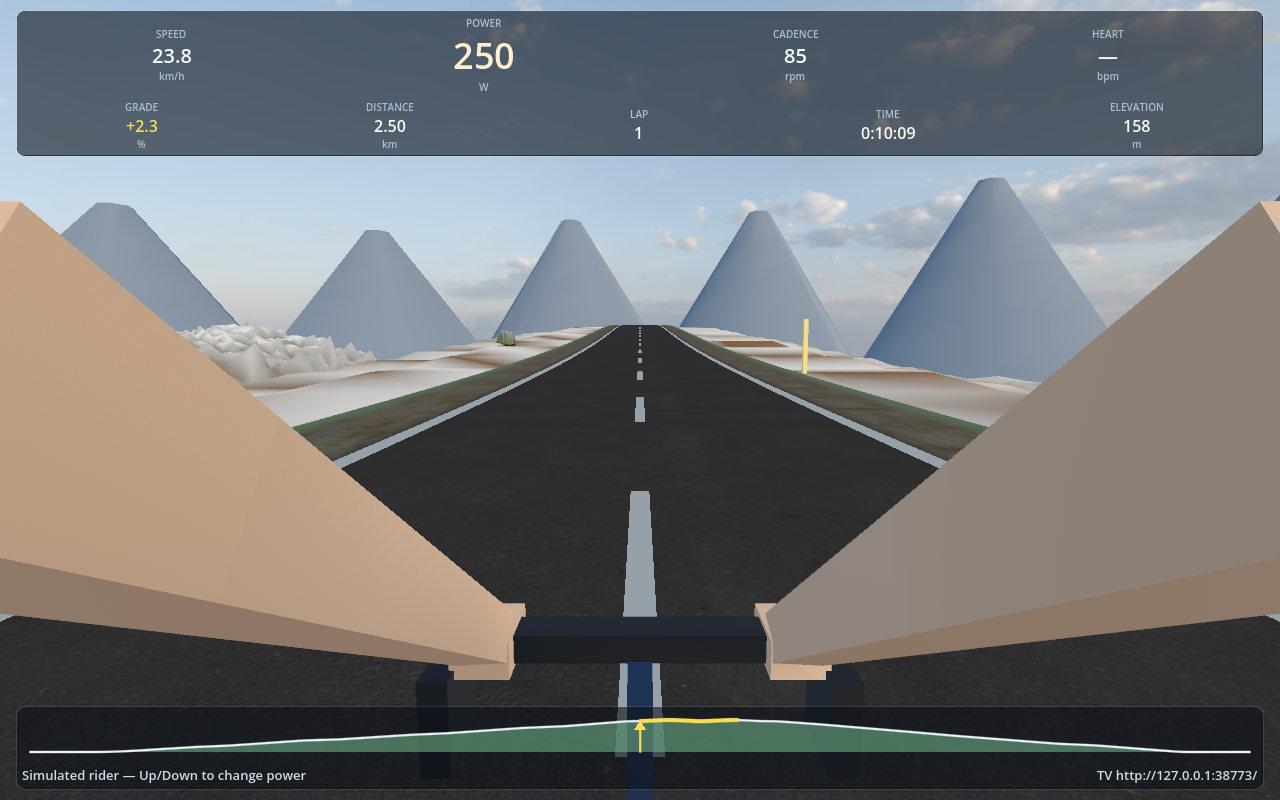 SPEED
23.8
km/h
POWER
250
W
CADENCE
85
rpm
HEART
—
bpm
GRADE
+2.3
%
DISTANCE
2.50
km
LAP
1
TIME
0:10:09
ELEVATION
158
m
Simulated rider — Up/Down to change power
TV http://127.0.0.1:38773/